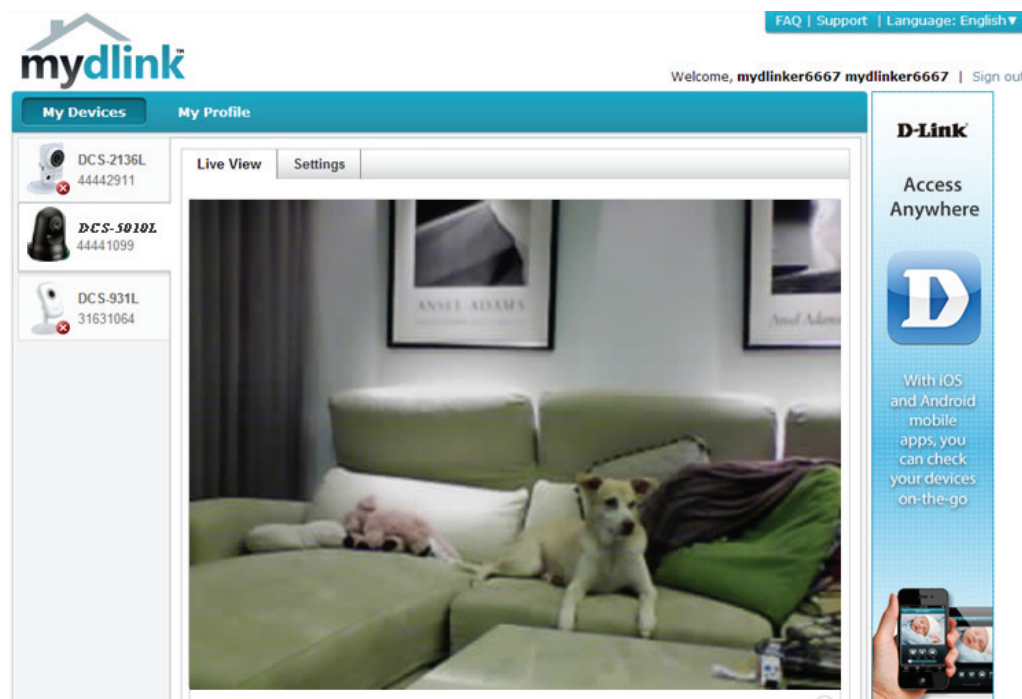 FAQ | Support | Language: English▼
mydlink™
Welcome, mydlinker6667 mydlinker6667 | Sign out
My Devices
My Profile
DCS-2136L
44442911
DCS-5010L
44441099
DCS-931L
31631064
Live View
Settings
ANSEL ADAMS
Ansel Adams
D-Link
Access
Anywhere
D
With iOS
and Android
mobile
apps, you
can check
your devices
on-the-go